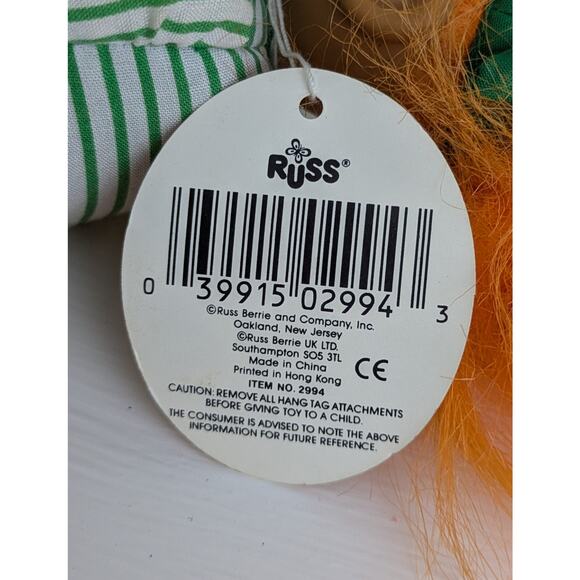 RUSS®
0 39915 02994 3
©Russ Berrie and Company, Inc.
Oakland, New Jersey
©Russ Berrie UK LTD.
Southampton SO5 3TL
Made in China
Printed in Hong Kong
CE
ITEM NO. 2994
CAUTION: REMOVE ALL HANG TAG ATTACHMENTS
BEFORE GIVING TOY TO A CHILD.
THE CONSUMER IS ADVISED TO NOTE THE ABOVE
INFORMATION FOR FUTURE REFERENCE.